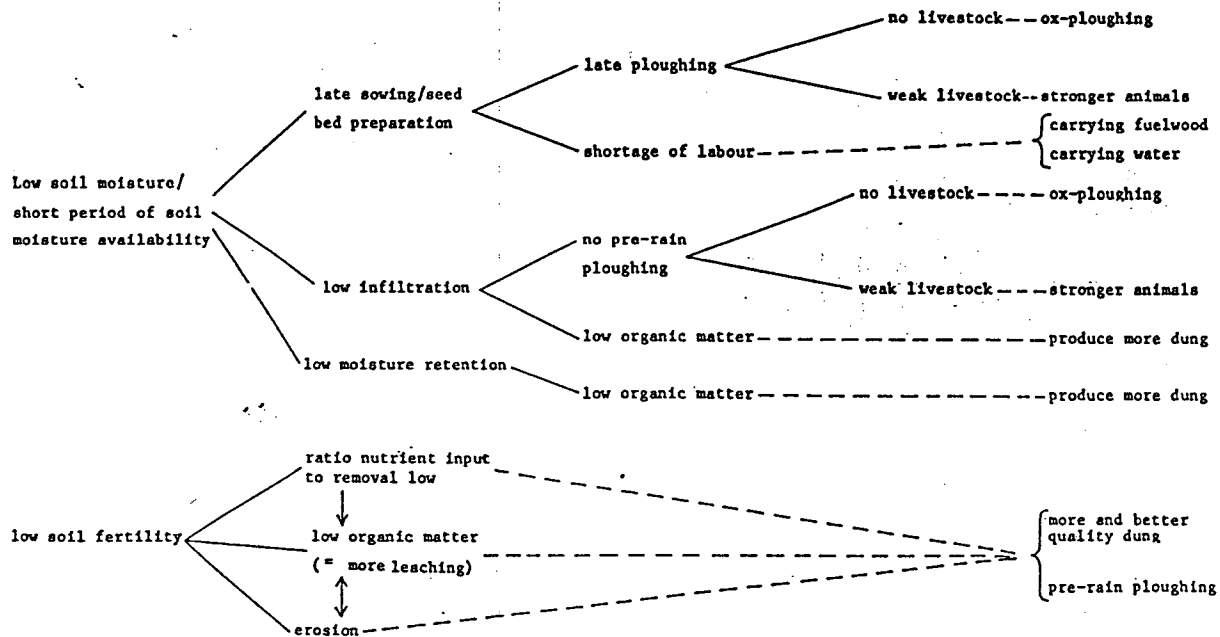 no livestock -- ox-ploughing
late ploughing
late sowing/seed
bed preparation
weak livestock -- stronger animals
shortage of labour
carrying fuelwood
carrying water
Low soil moisture/
short period of soil
moisture availability
no livestock ---- ox-ploughing
no pre-rain
ploughing
low infiltration
weak livestock --- stronger animals
low organic matter ---- produce more dung
low moisture retention
low organic matter ---- produce more dung
ratio nutrient input
to removal low
low soil fertility
low organic matter
(= more leaching)
erosion
more and better
quality dung
pre-rain ploughing